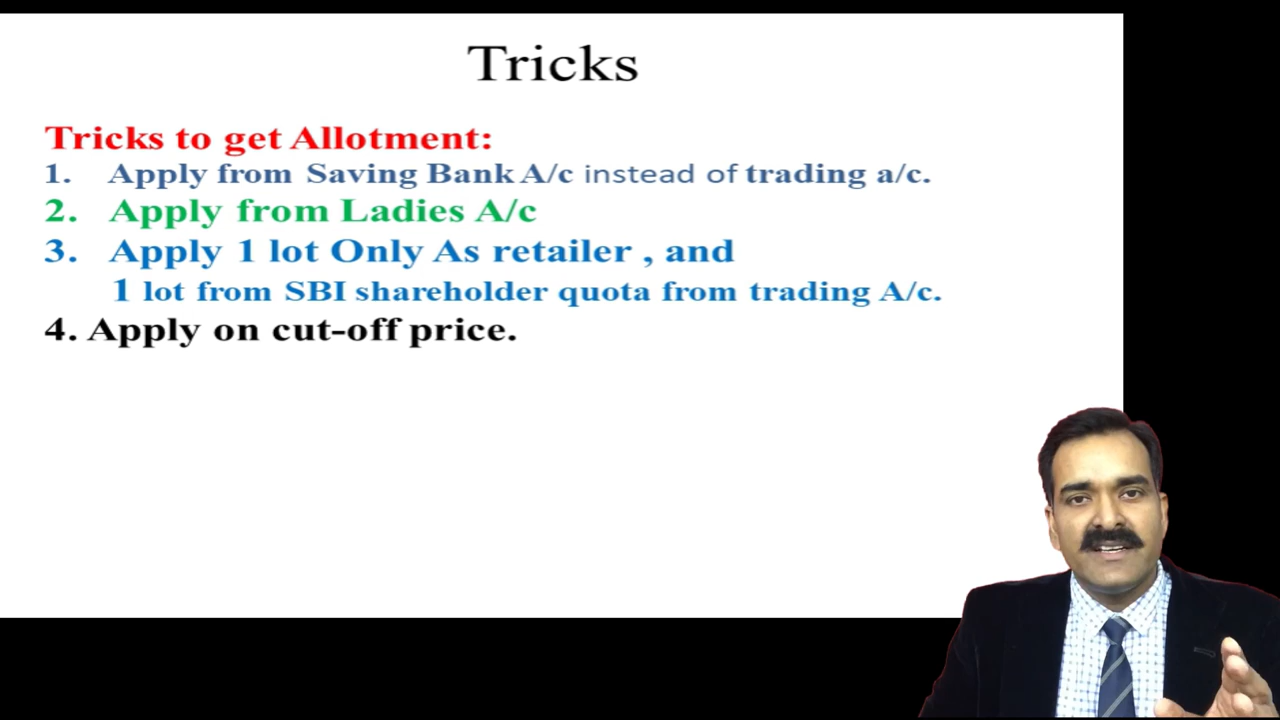 Tricks
Tricks to get Allotment:
1. Apply from Saving Bank A/c instead of trading a/c.
2. Apply from Ladies A/c
3. Apply 1 lot Only As retailer , and
1 lot from SBI shareholder quota from trading A/c.
4. Apply on cut-off price.